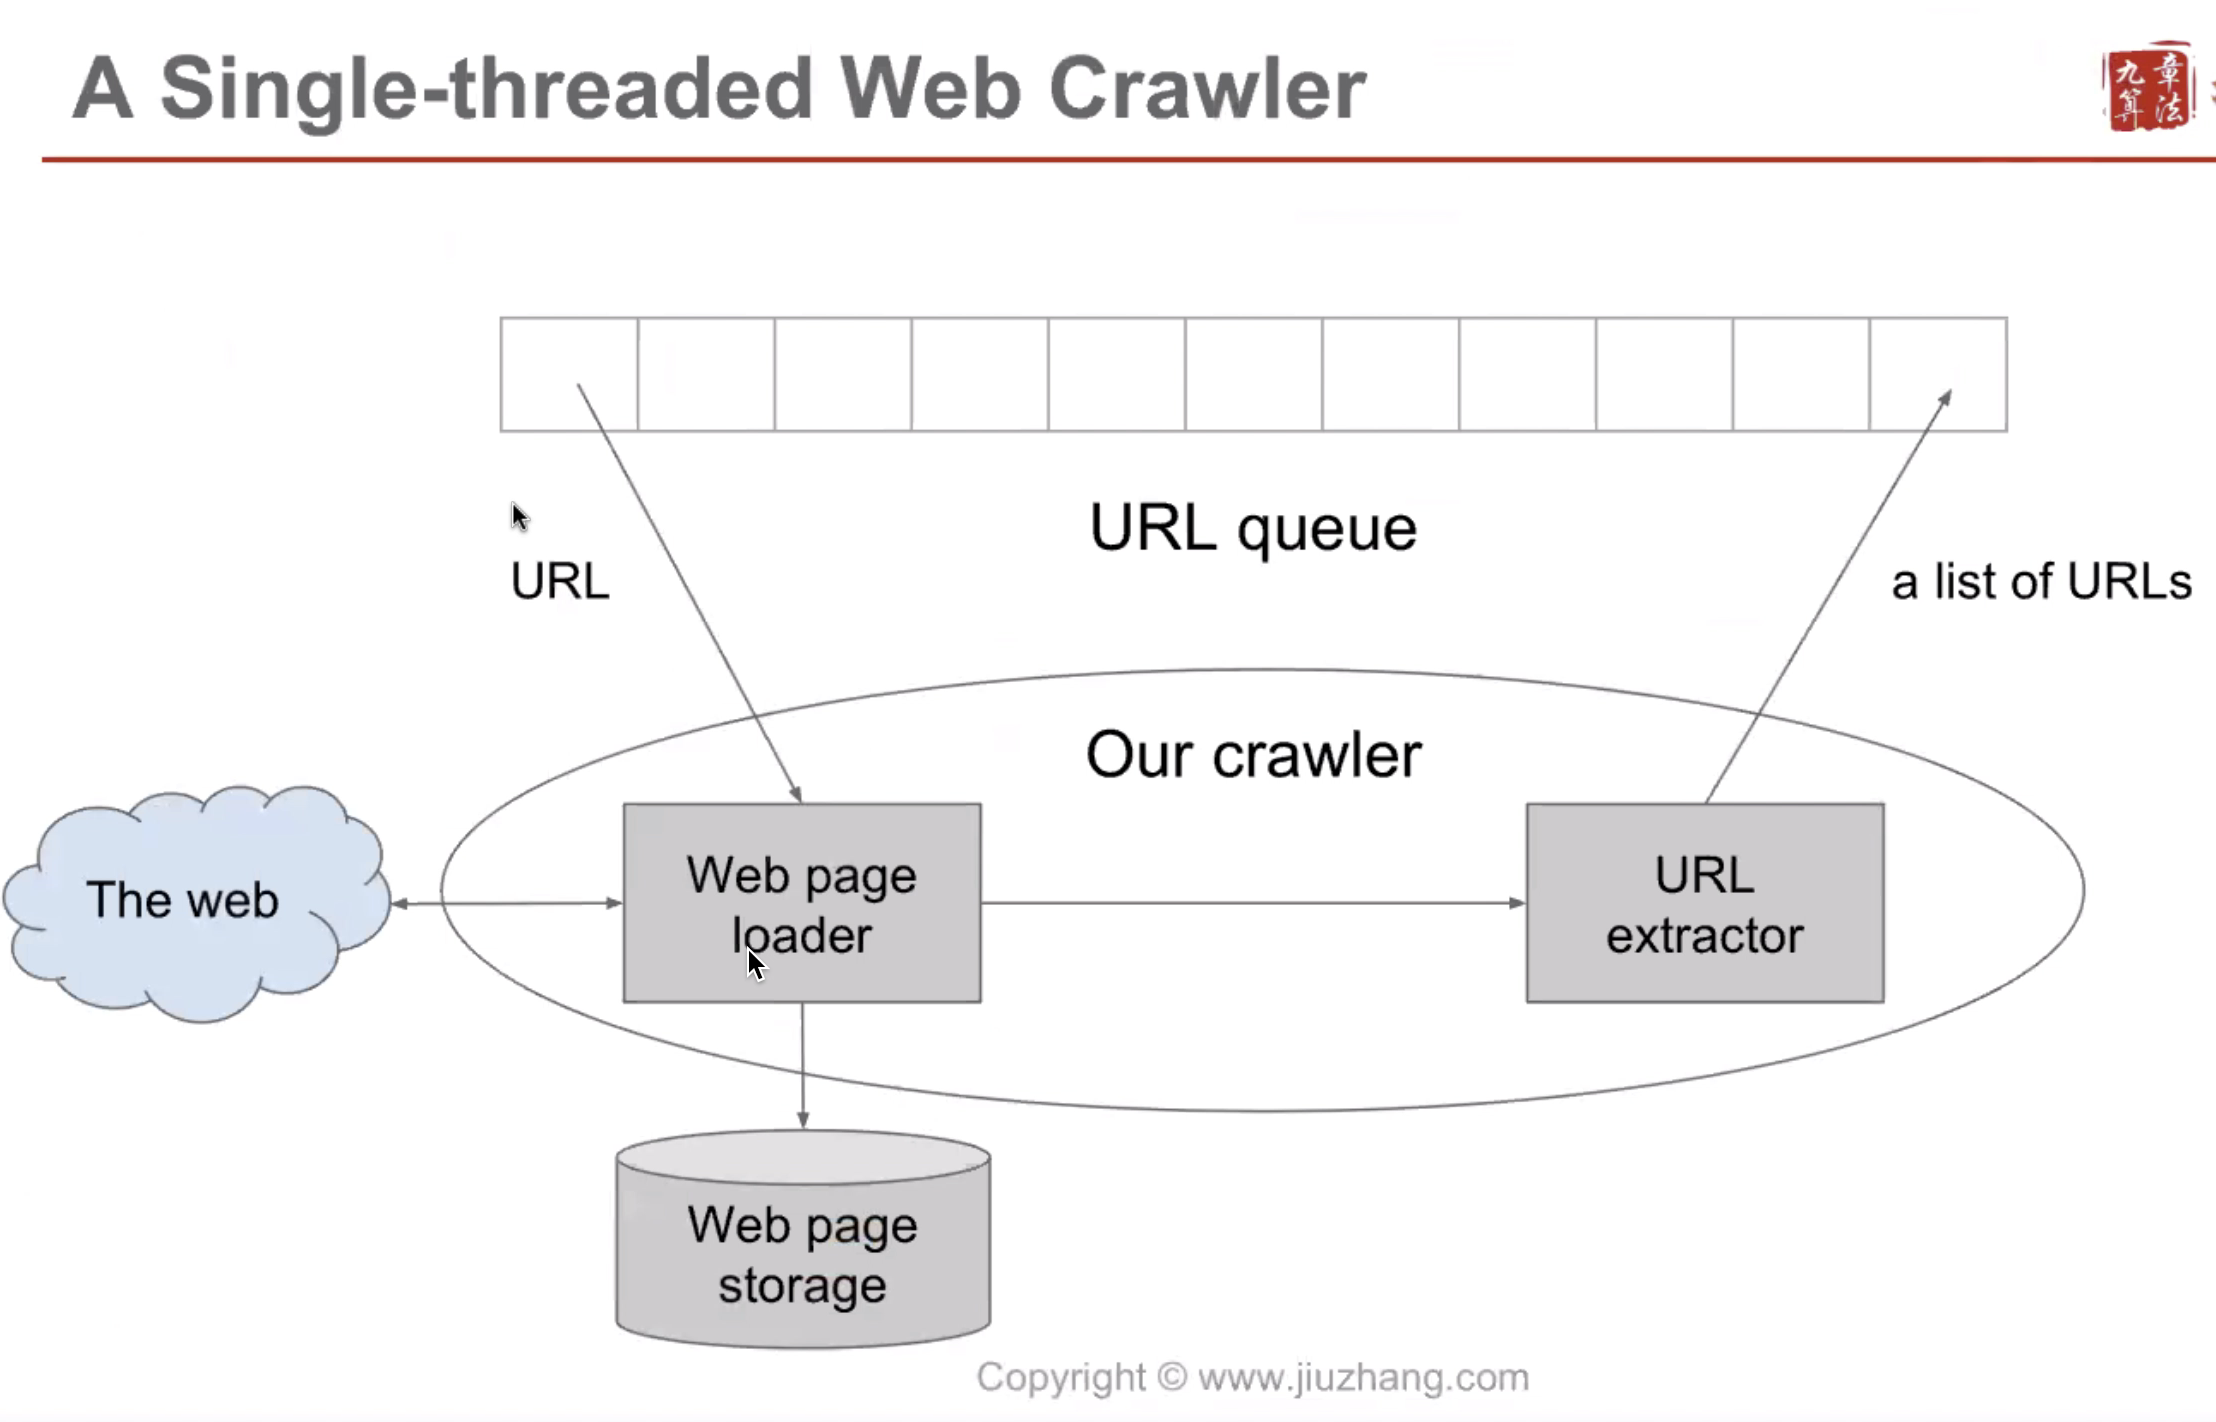 A Single-threaded Web Crawler
九章
算法
URL queue
URL
a list of URLs
Our crawler
The web
Web page
loader
URL
extractor
Web page
storage
Copyright © www.jiuzhang.com